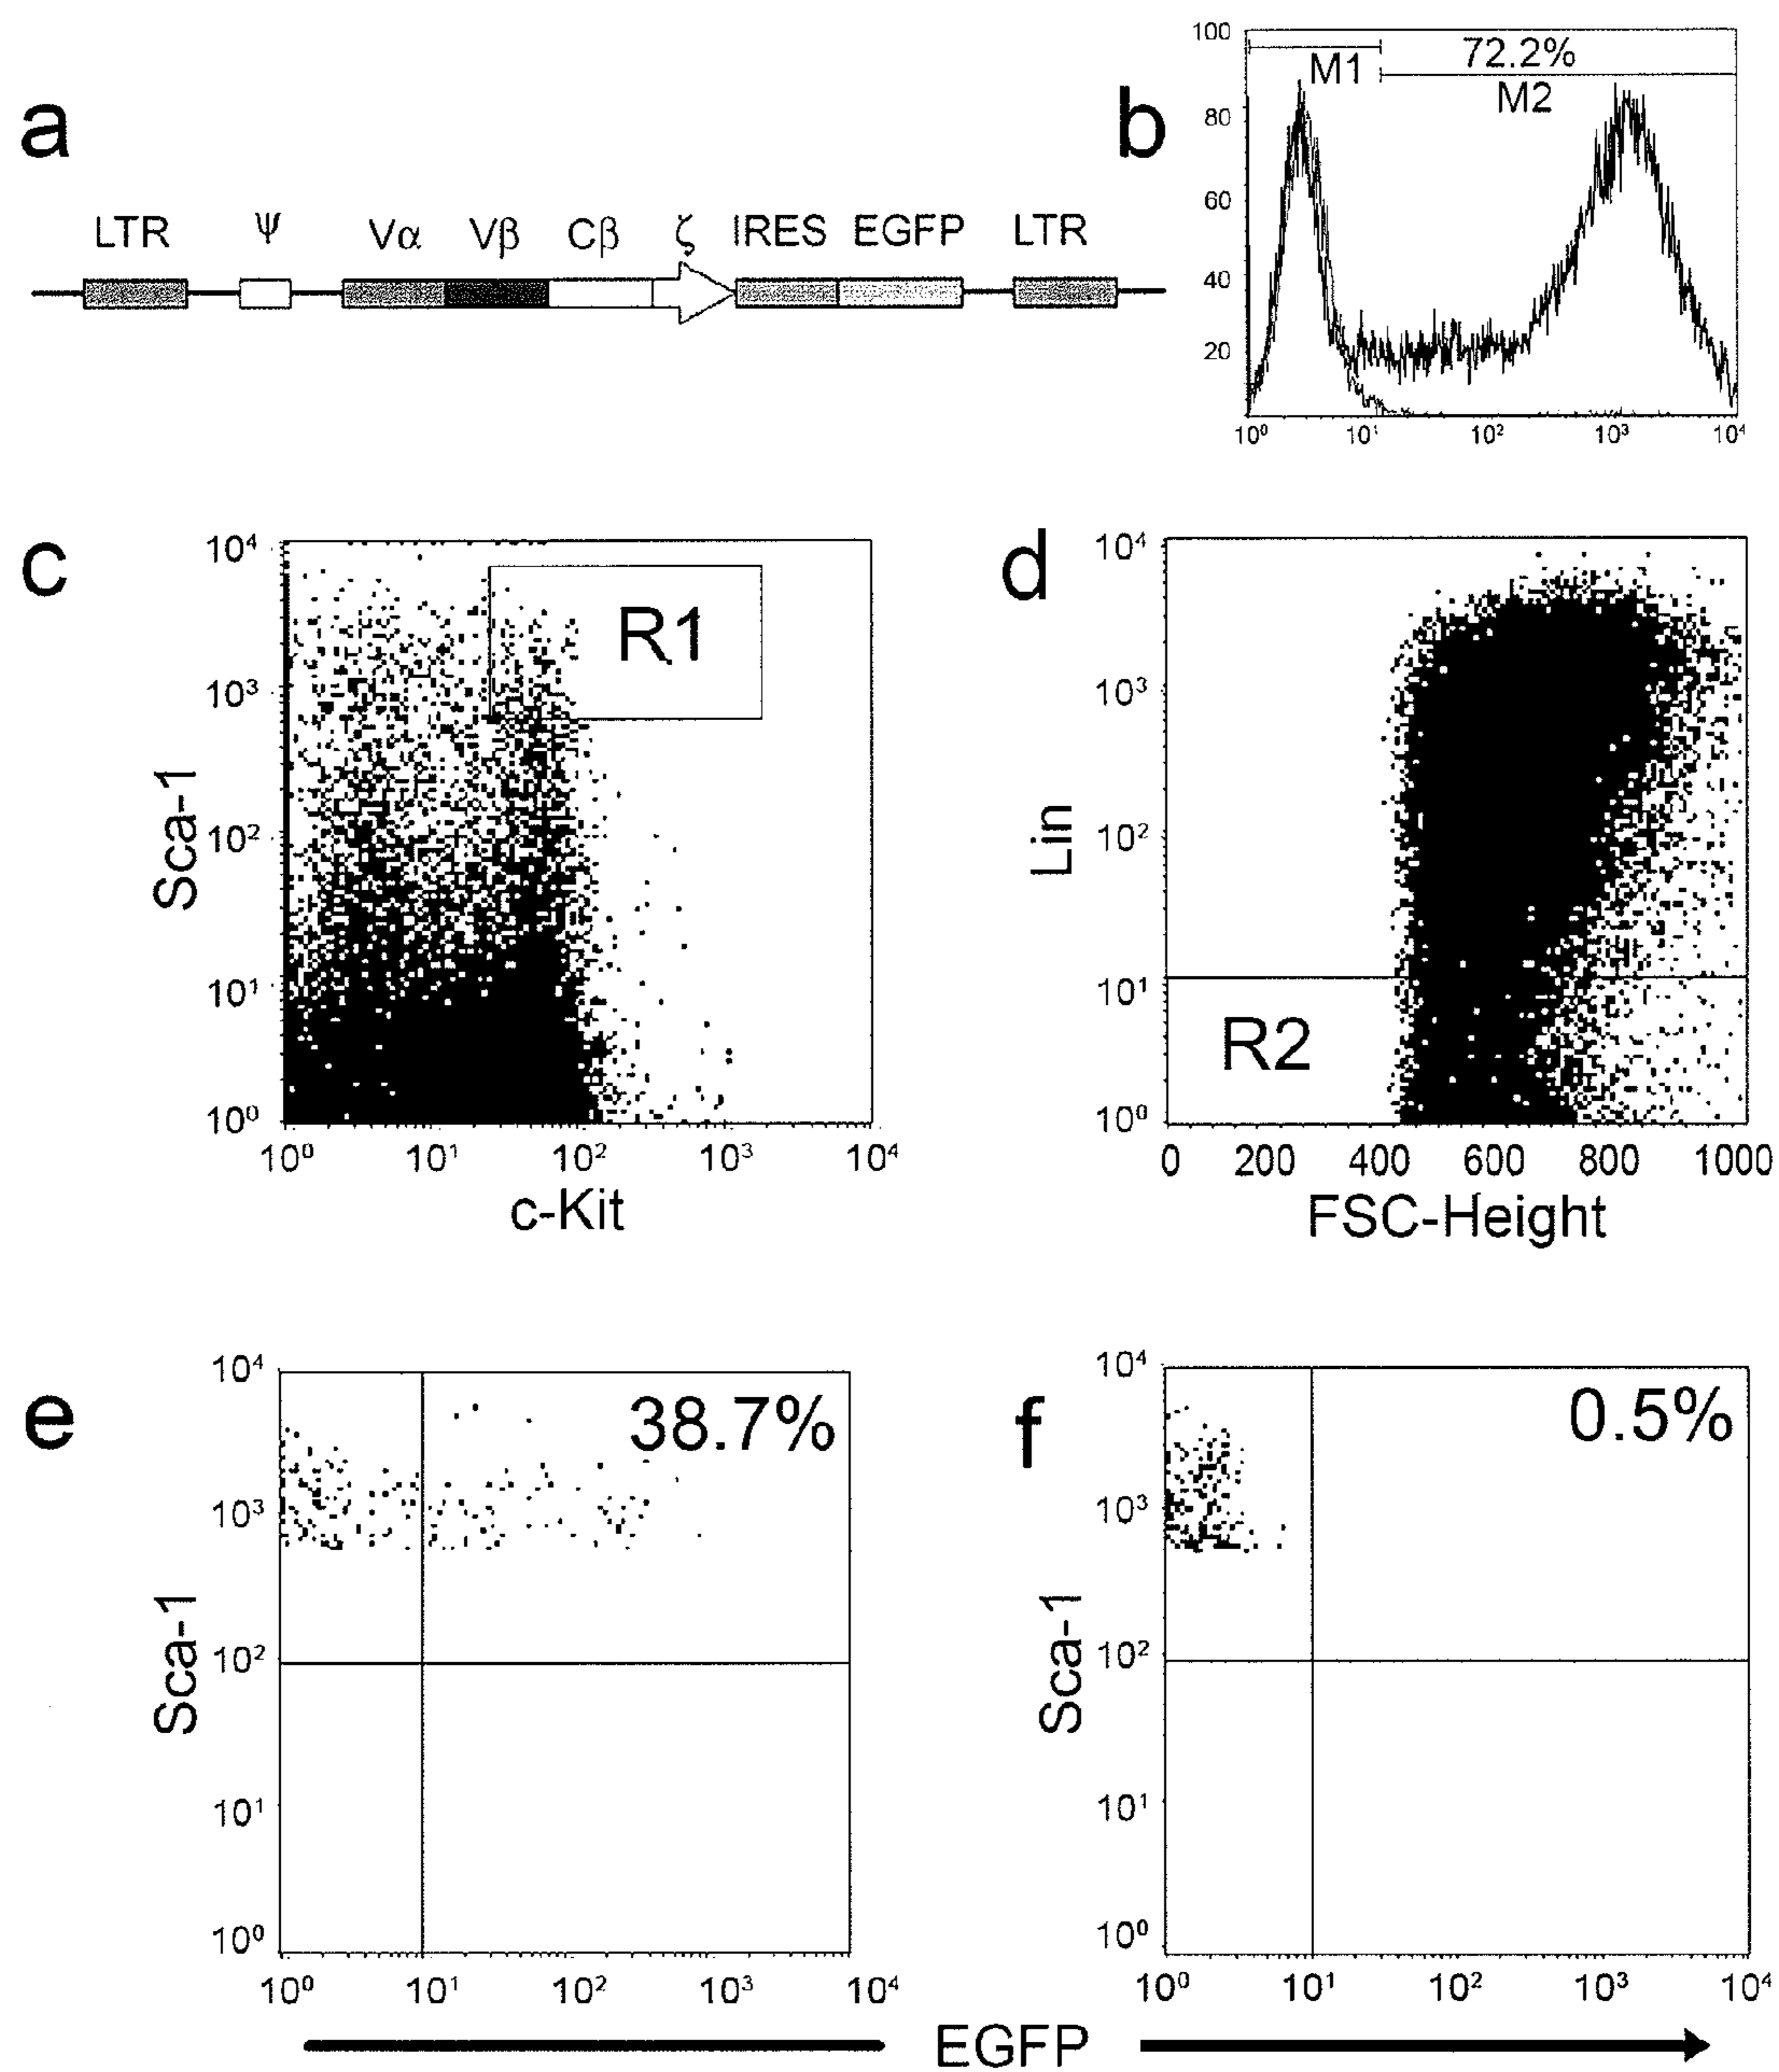 a
LTR Ψ Vα Vβ Cβ ζ IRES EGFP LTR
b
100
80
60
40
20
M1
72.2%
M2
10⁰ 10¹ 10² 10³ 10⁴
c
10⁴
10³
10²
10¹
10⁰
Sca-1
R1
10⁰ 10¹ 10² 10³ 10⁴
c-Kit
d
10⁴
10³
10²
10¹
10⁰
Lin
R2
0 200 400 600 800 1000
FSC-Height
e
10⁴
10³
10²
10¹
10⁰
Sca-1
38.7%
10⁰ 10¹ 10² 10³ 10⁴
f
10⁴
10³
10²
10¹
10⁰
Sca-1
0.5%
10⁰ 10¹ 10² 10³ 10⁴
EGFP